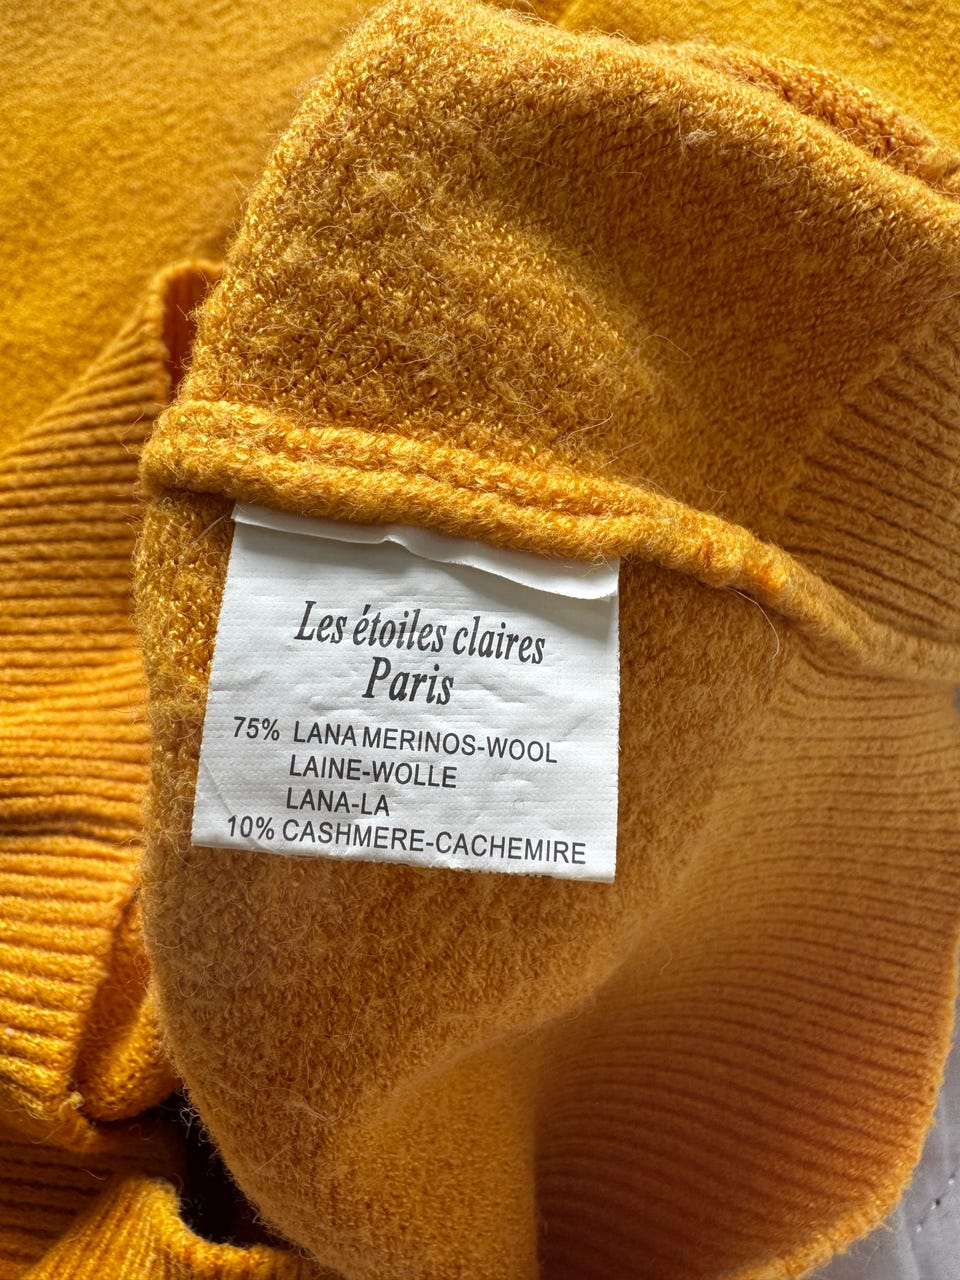 Les étoiles claires
Paris
75% LANA MERINOS-WOOL
LAINE-WOLLE
LANA-LA
10% CASHMERE-CACHEMIRE